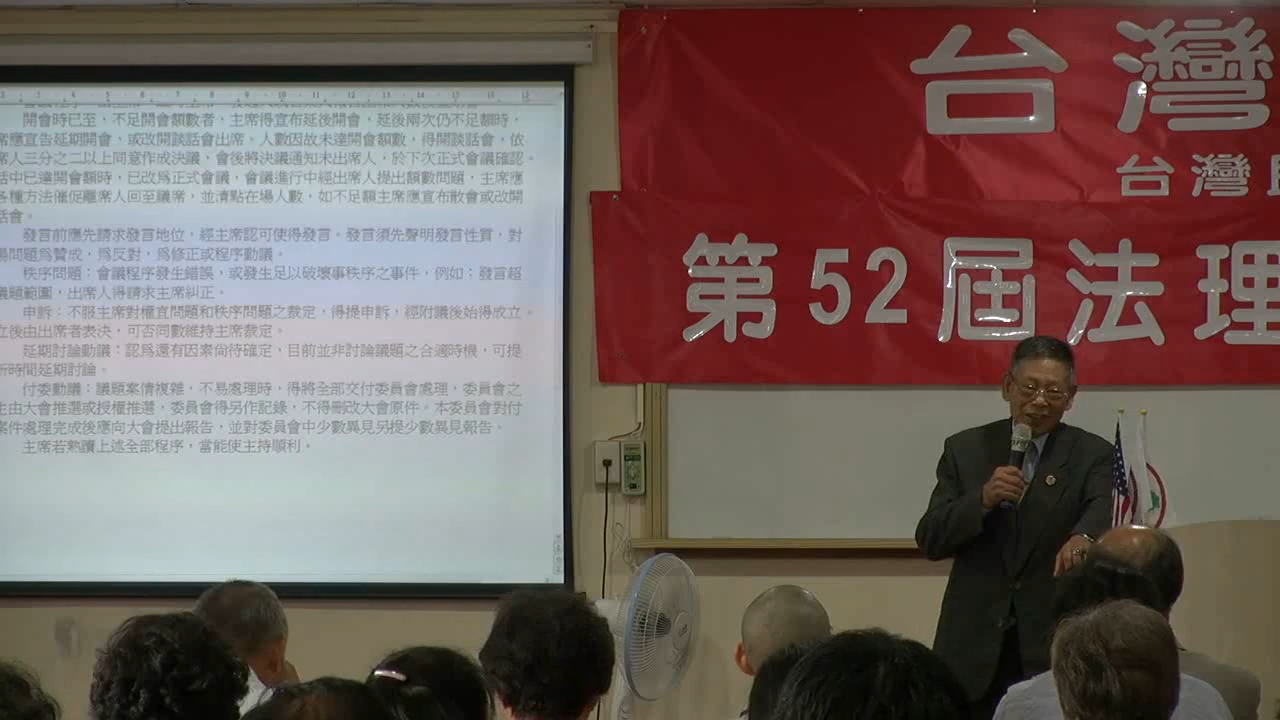 開會時已至，不足開會額數者，主席得宣布延後開會，延後兩次仍不足額時，
席應宣告延期開會，或改開談話會出席，人數因故未達開會額數，得開談話會，依
席人三分之二以上同意作成決議，會後將決議通知未出席人，於下次正式會議確認。
話中已達開會額時，已改為正式會議，會議進行中經出席人提出額數問題，主席應
各種方法催促離席人回至議席，並清點在場人數，如不足額主席應宣布散會或改開
話會。
發言前應先請求發言地位，經主席認可使得發言。發言須先聲明發言性質，對
場問題為贊成，為反對，為修正或程序動議。
秩序問題：會議程序發生錯誤，或發生足以破壞事秩序之事件，例如：發言超
議題範圍，出席人得請求主席糾正。
申訴：不服主席對權宜問題和秩序問題之裁定，得提申訴，經附議後始得成立。
立後由出席者表決，可否同數維持主席裁定。
延期討論動議：認為還有因素尚待確定，目前並非討論議題之合適時機，可提
新時間延期討論。
付委動議：議題案情複雜，不易處理時，得將全部交付委員會處理，委員會之
主由大會推選或授權推選，委員會得另作記錄，不得刪改大會原件。本委員會對付
案件處理完成後應向大會提出報告，並對委員會中少數異見另提少數異見報告。
主席若熟讀上述全部程序，當能使主持順利。
台灣
台灣
第52屆法理